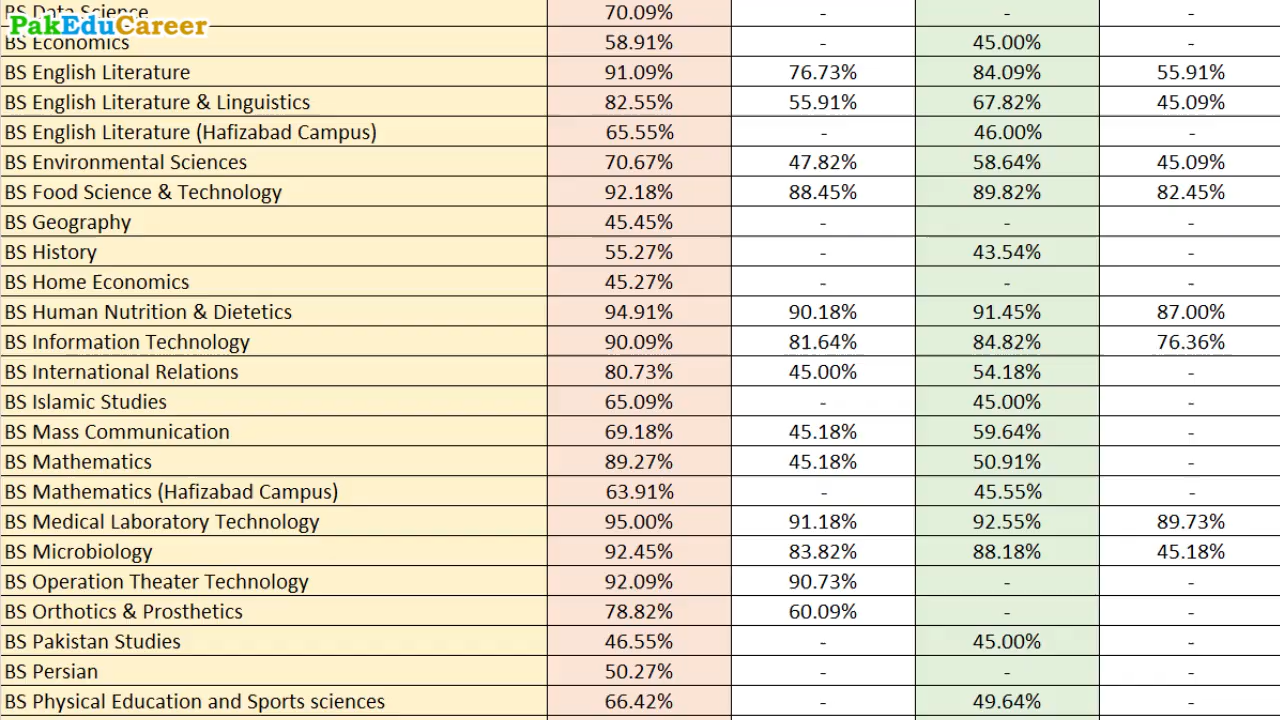 BS Data Science 70.09% - - -
PakEduCareer
BS Economics 58.91% - 45.00% -
BS English Literature 91.09% 76.73% 84.09% 55.91%
BS English Literature & Linguistics 82.55% 55.91% 67.82% 45.09%
BS English Literature (Hafizabad Campus) 65.55% - 46.00% -
BS Environmental Sciences 70.67% 47.82% 58.64% 45.09%
BS Food Science & Technology 92.18% 88.45% 89.82% 82.45%
BS Geography 45.45% - - -
BS History 55.27% - 43.54% -
BS Home Economics 45.27% - - -
BS Human Nutrition & Dietetics 94.91% 90.18% 91.45% 87.00%
BS Information Technology 90.09% 81.64% 84.82% 76.36%
BS International Relations 80.73% 45.00% 54.18% -
BS Islamic Studies 65.09% - 45.00% -
BS Mass Communication 69.18% 45.18% 59.64% -
BS Mathematics 89.27% 45.18% 50.91% -
BS Mathematics (Hafizabad Campus) 63.91% - 45.55% -
BS Medical Laboratory Technology 95.00% 91.18% 92.55% 89.73%
BS Microbiology 92.45% 83.82% 88.18% 45.18%
BS Operation Theater Technology 92.09% 90.73% - -
BS Orthotics & Prosthetics 78.82% 60.09% - -
BS Pakistan Studies 46.55% - 45.00% -
BS Persian 50.27% - - -
BS Physical Education and Sports sciences 66.42% - 49.64% -